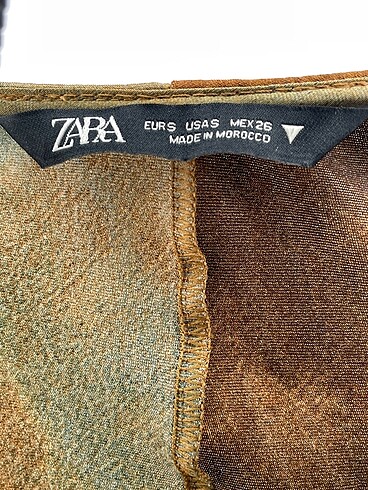 ZARA
EUR S USA S MEX 26
MADE IN MOROCCO